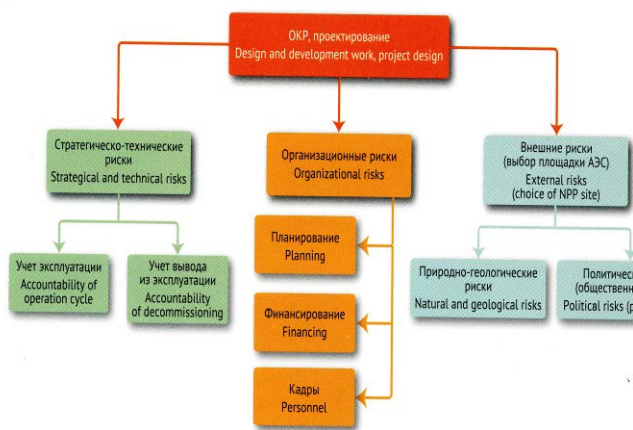 ОКР, проектирование
Design and development work, project design
Стратегическо-технические
риски
Strategical and technical risks
Организационные риски
Organizational risks
Внешние риски
(выбор площадки АЭС)
External risks
(choice of NPP site)
Учет эксплуатации
Accountability of
operation cycle
Учет вывода
из эксплуатации
Accountability
of decommissioning
Планирование
Planning
Финансирование
Financing
Кадры
Personnel
Природно-геологические
риски
Natural and geological risks
Political risks